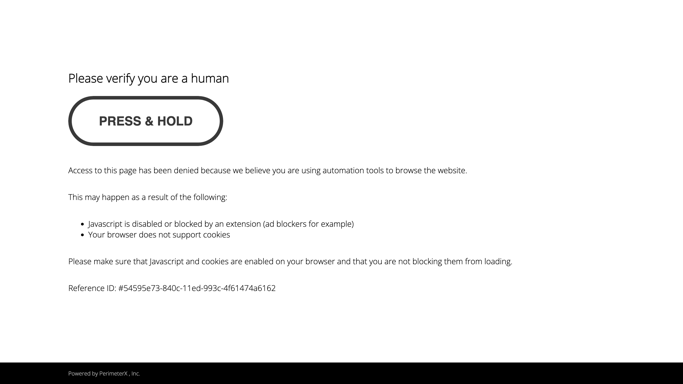 Please verify you are a human
PRESS & HOLD
Access to this page has been denied because we believe you are using automation tools to browse the website.
This may happen as a result of the following:
Javascript is disabled or blocked by an extension (ad blockers for example)
Your browser does not support cookies
Please make sure that Javascript and cookies are enabled on your browser and that you are not blocking them from loading.
Reference ID: #54595e73-840c-11ed-993c-4f61474a6162
Powered by PerimeterX , Inc.